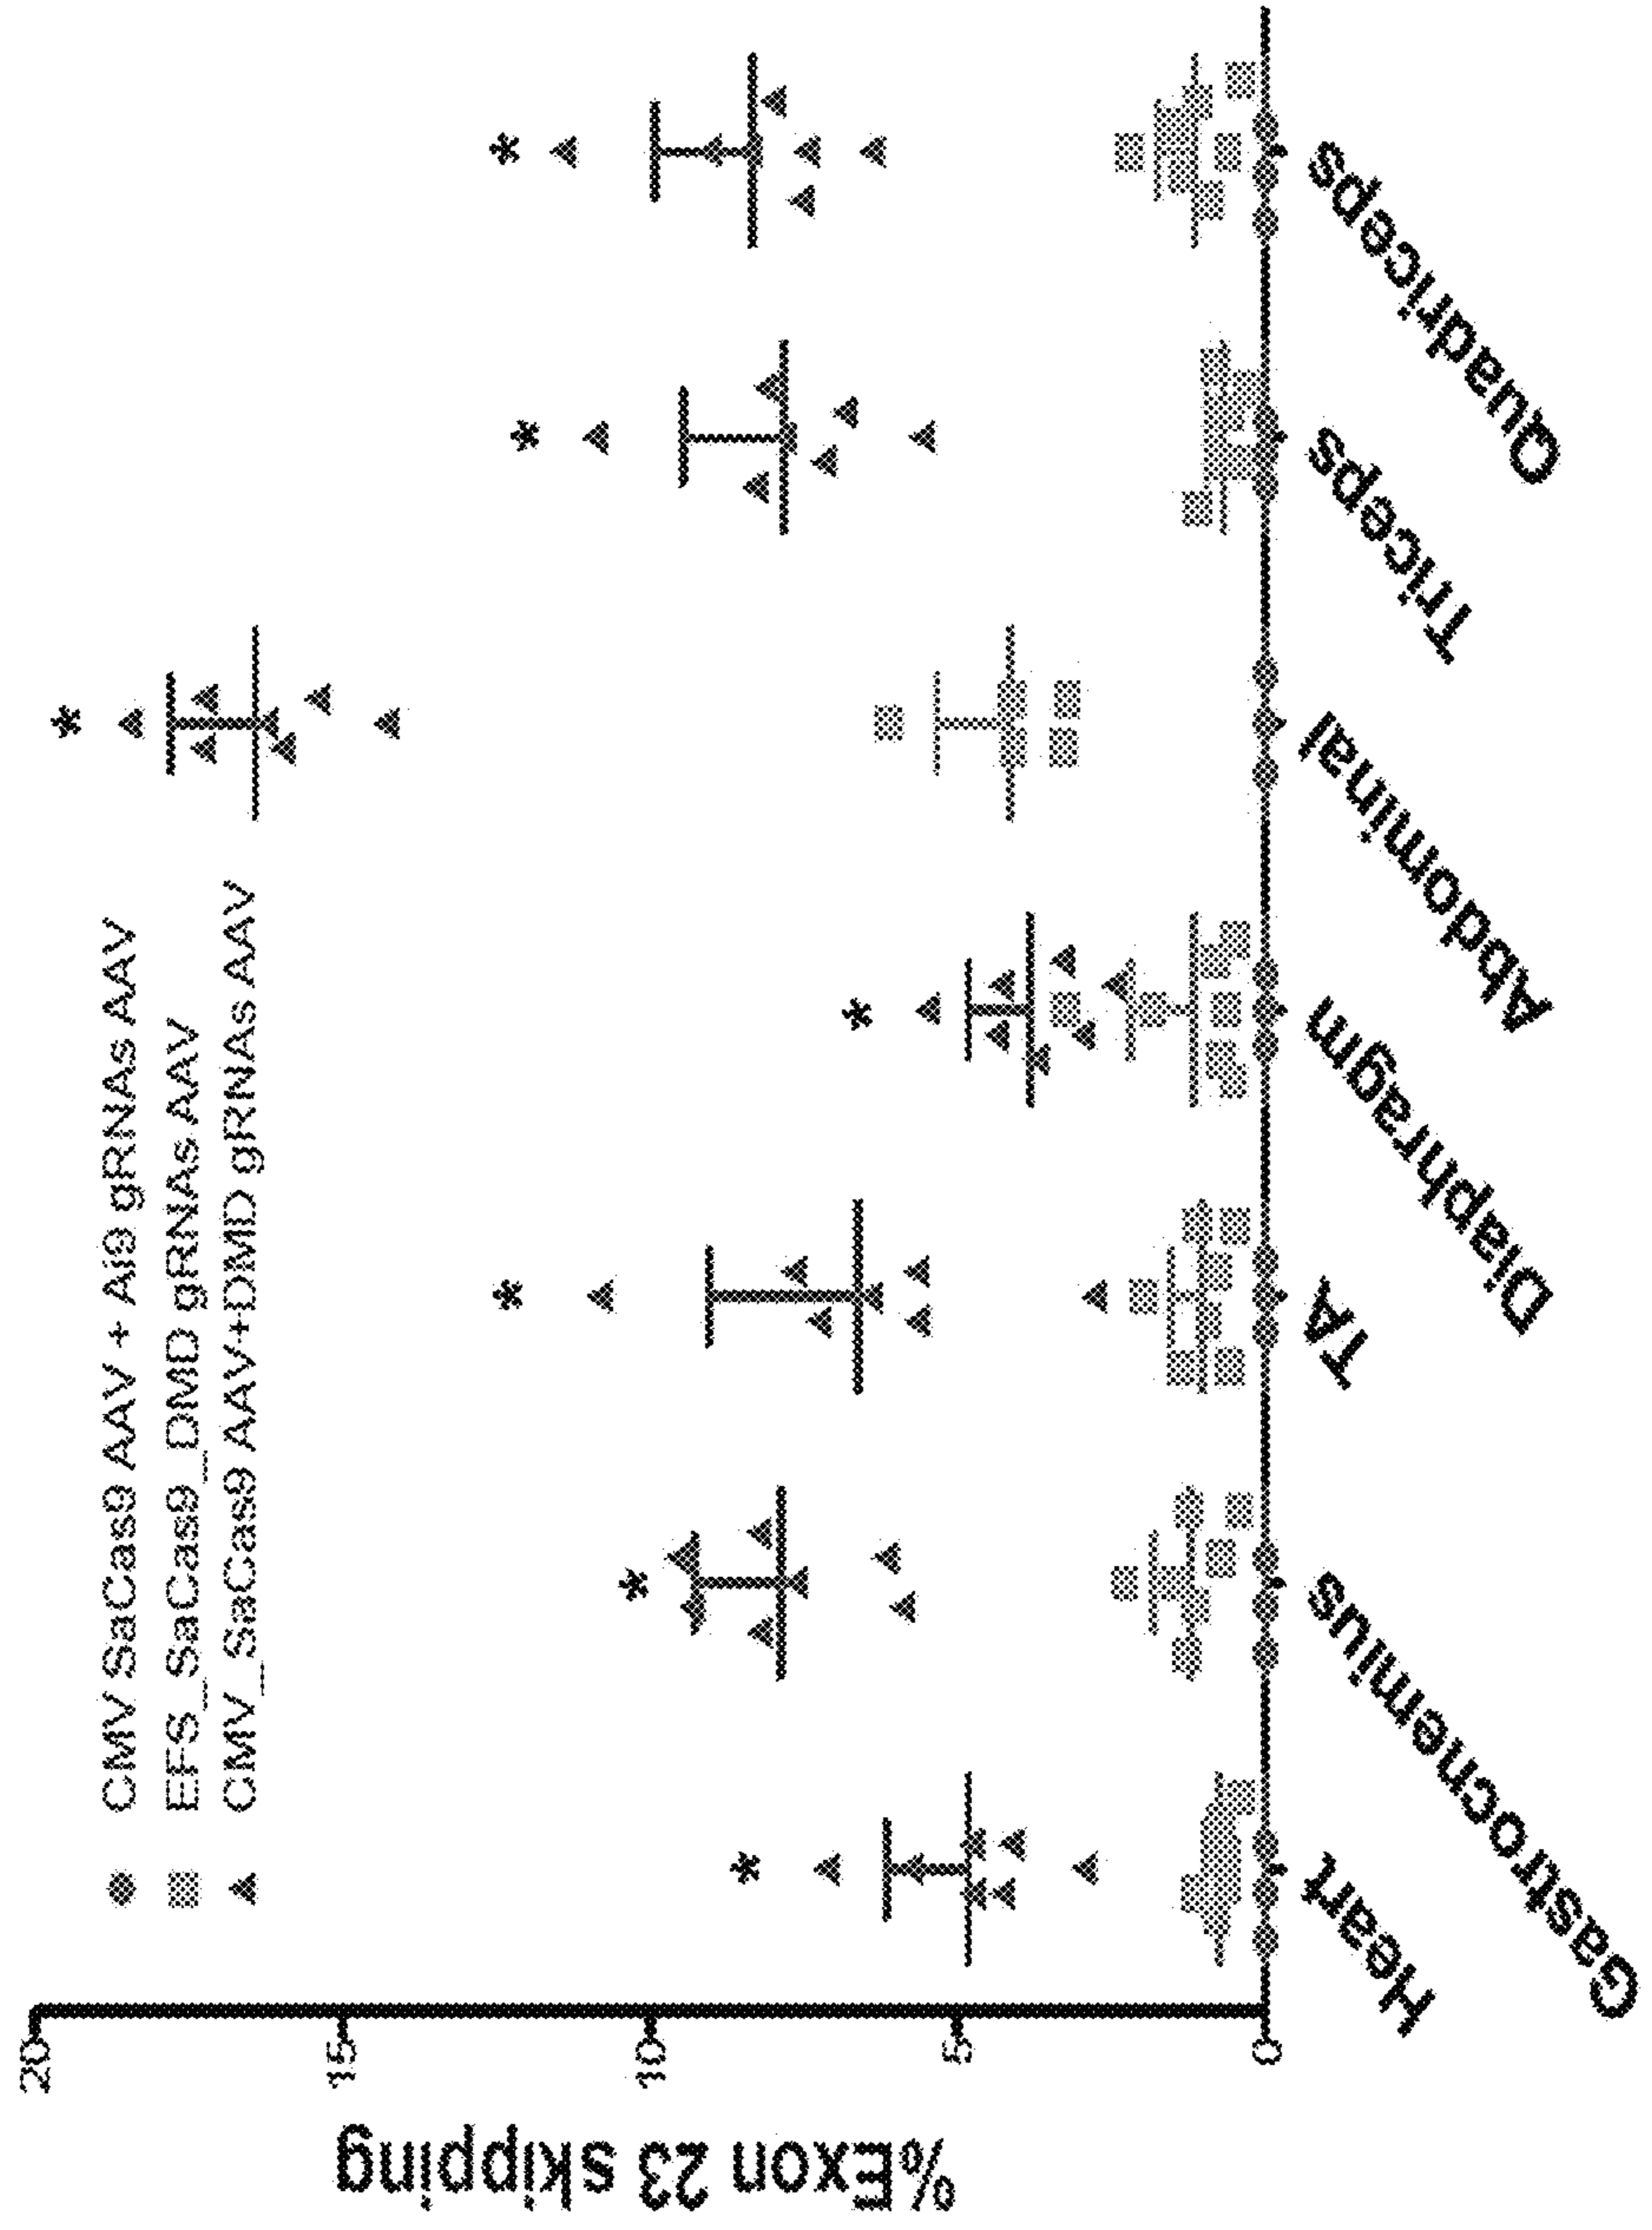 CMV SaCas9 AAV + Ai9 gRNAs AAV
EFS_SaCas9_DMD gRNAs AAV
CMV_SaCas9 AAV+DMD gRNAs AAV
%Exon 23 skipping
20
15
10
5
0
*
*
*
*
*
*
*
Heart
Gastrocnemius
TA
Diaphragm
Abdominal
Triceps
Quadriceps